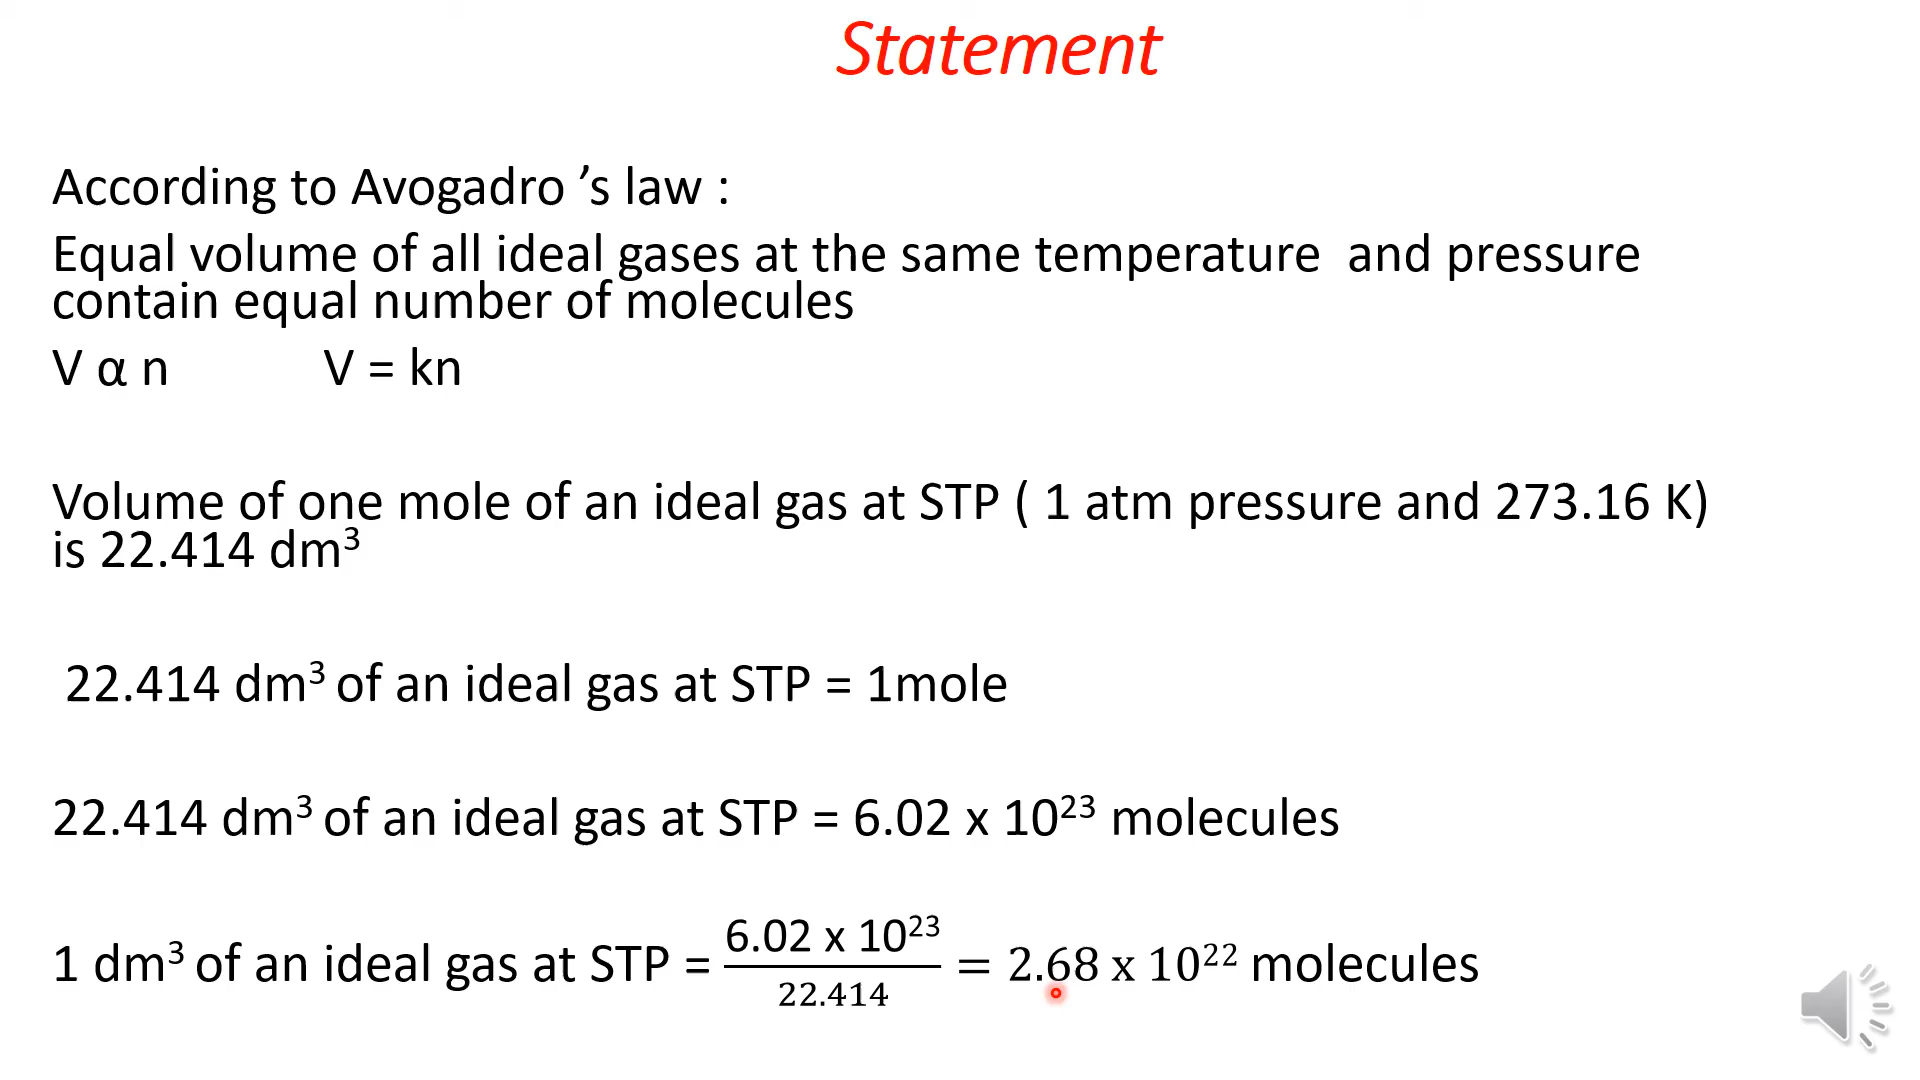 Statement
According to Avogadro ’s law :
Equal volume of all ideal gases at the same temperature  and pressure
contain equal number of molecules
V α n          V = kn
Volume of one mole of an ideal gas at STP ( 1 atm pressure and 273.16 K)
is 22.414 dm³
22.414 dm³ of an ideal gas at STP = 1mole
22.414 dm³ of an ideal gas at STP = 6.02 x 10²³ molecules
1 dm³ of an ideal gas at STP = 6.02 x 10²³ / 22.414 = 2.68 x 10²² molecules